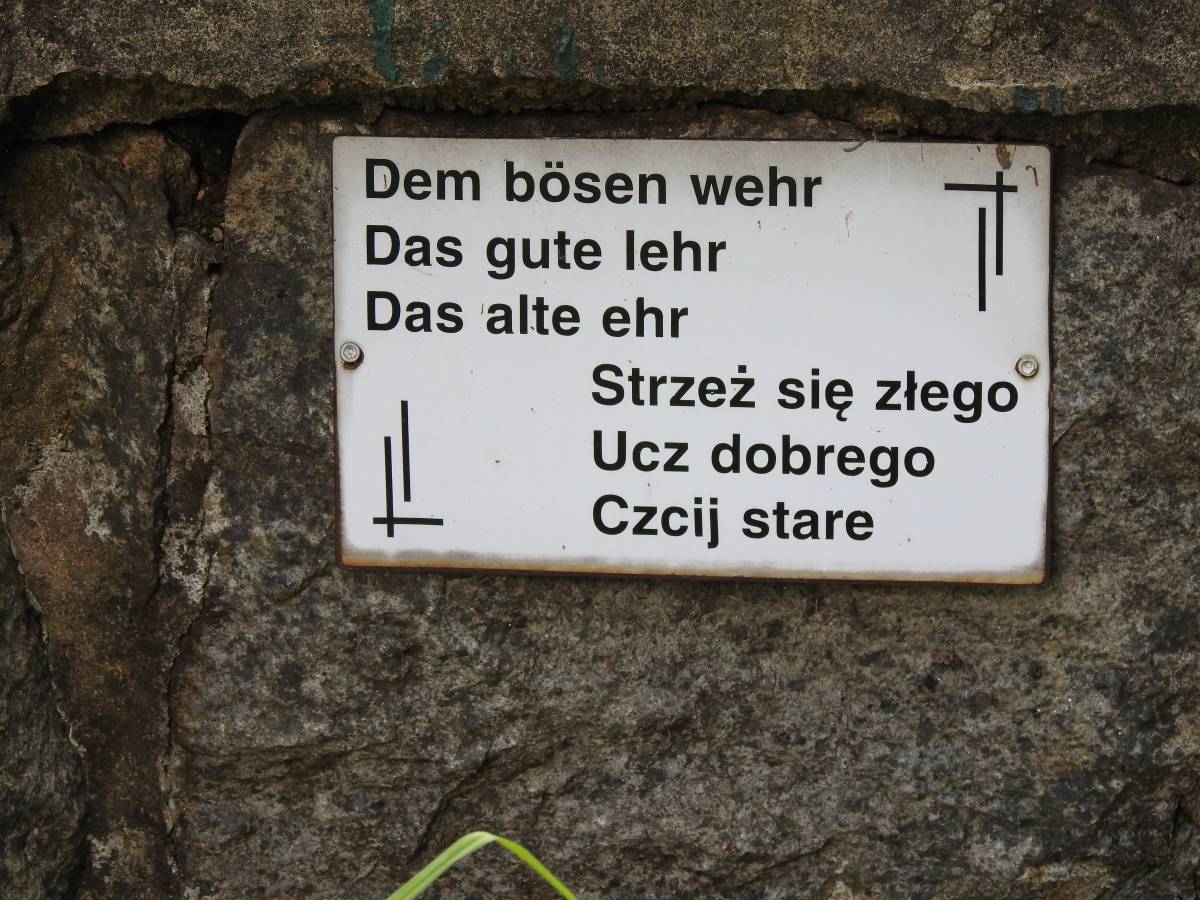 Dem bösen wehr
Das gute lehr
Das alte ehr
Strzeż się złego
Ucz dobrego
Czcij stare